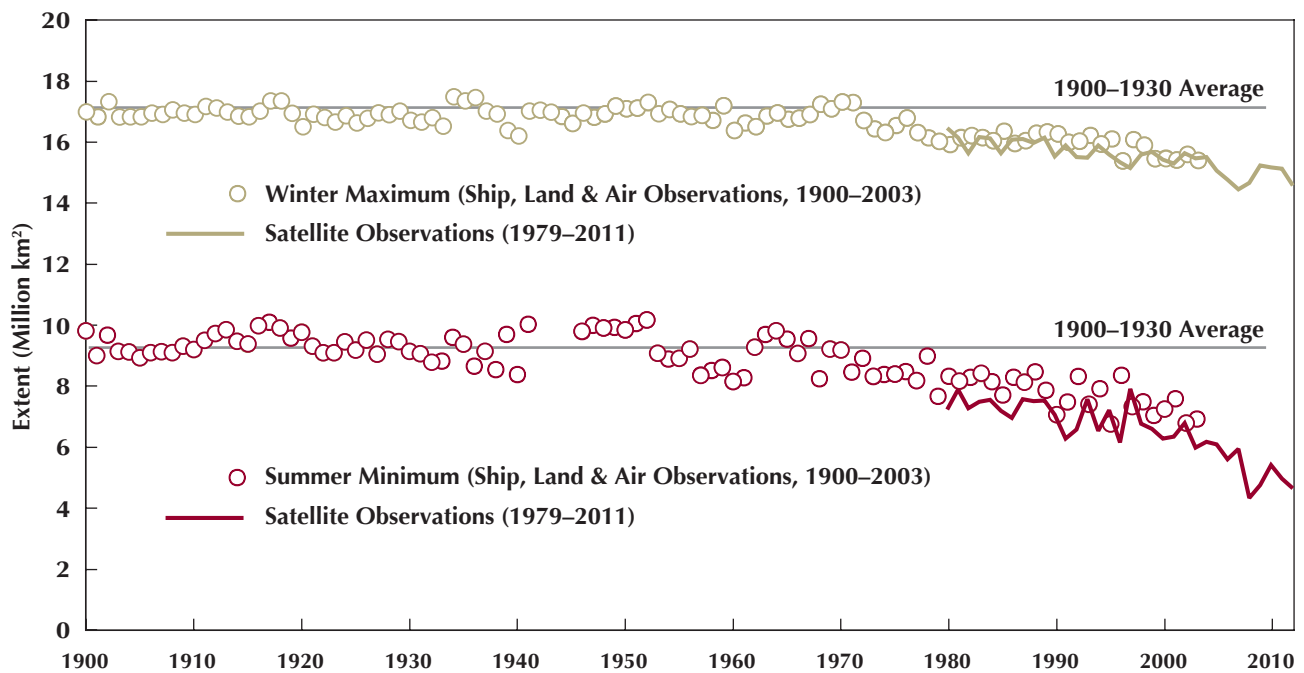 20
18
16
14
12
10
8
6
4
2
0
Extent (Million km²)
1900–1930 Average
Winter Maximum (Ship, Land & Air Observations, 1900–2003)
Satellite Observations (1979–2011)
1900–1930 Average
Summer Minimum (Ship, Land & Air Observations, 1900–2003)
Satellite Observations (1979–2011)
1900 1910 1920 1930 1940 1950 1960 1970 1980 1990 2000 2010